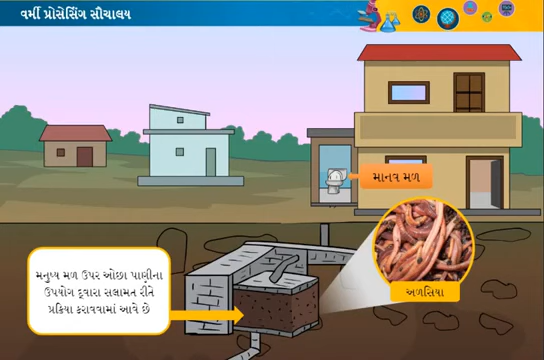 વર્મી પ્રોસેસિંગ સૌચાલય
માનવ મળ
અળસિયા
મનુષ્ય મળ ઉપર ઓછા પાણીના
ઉપયોગ દ્વારા સલામત રીતે
પ્રક્રિયા કરાવવામાં આવે છે